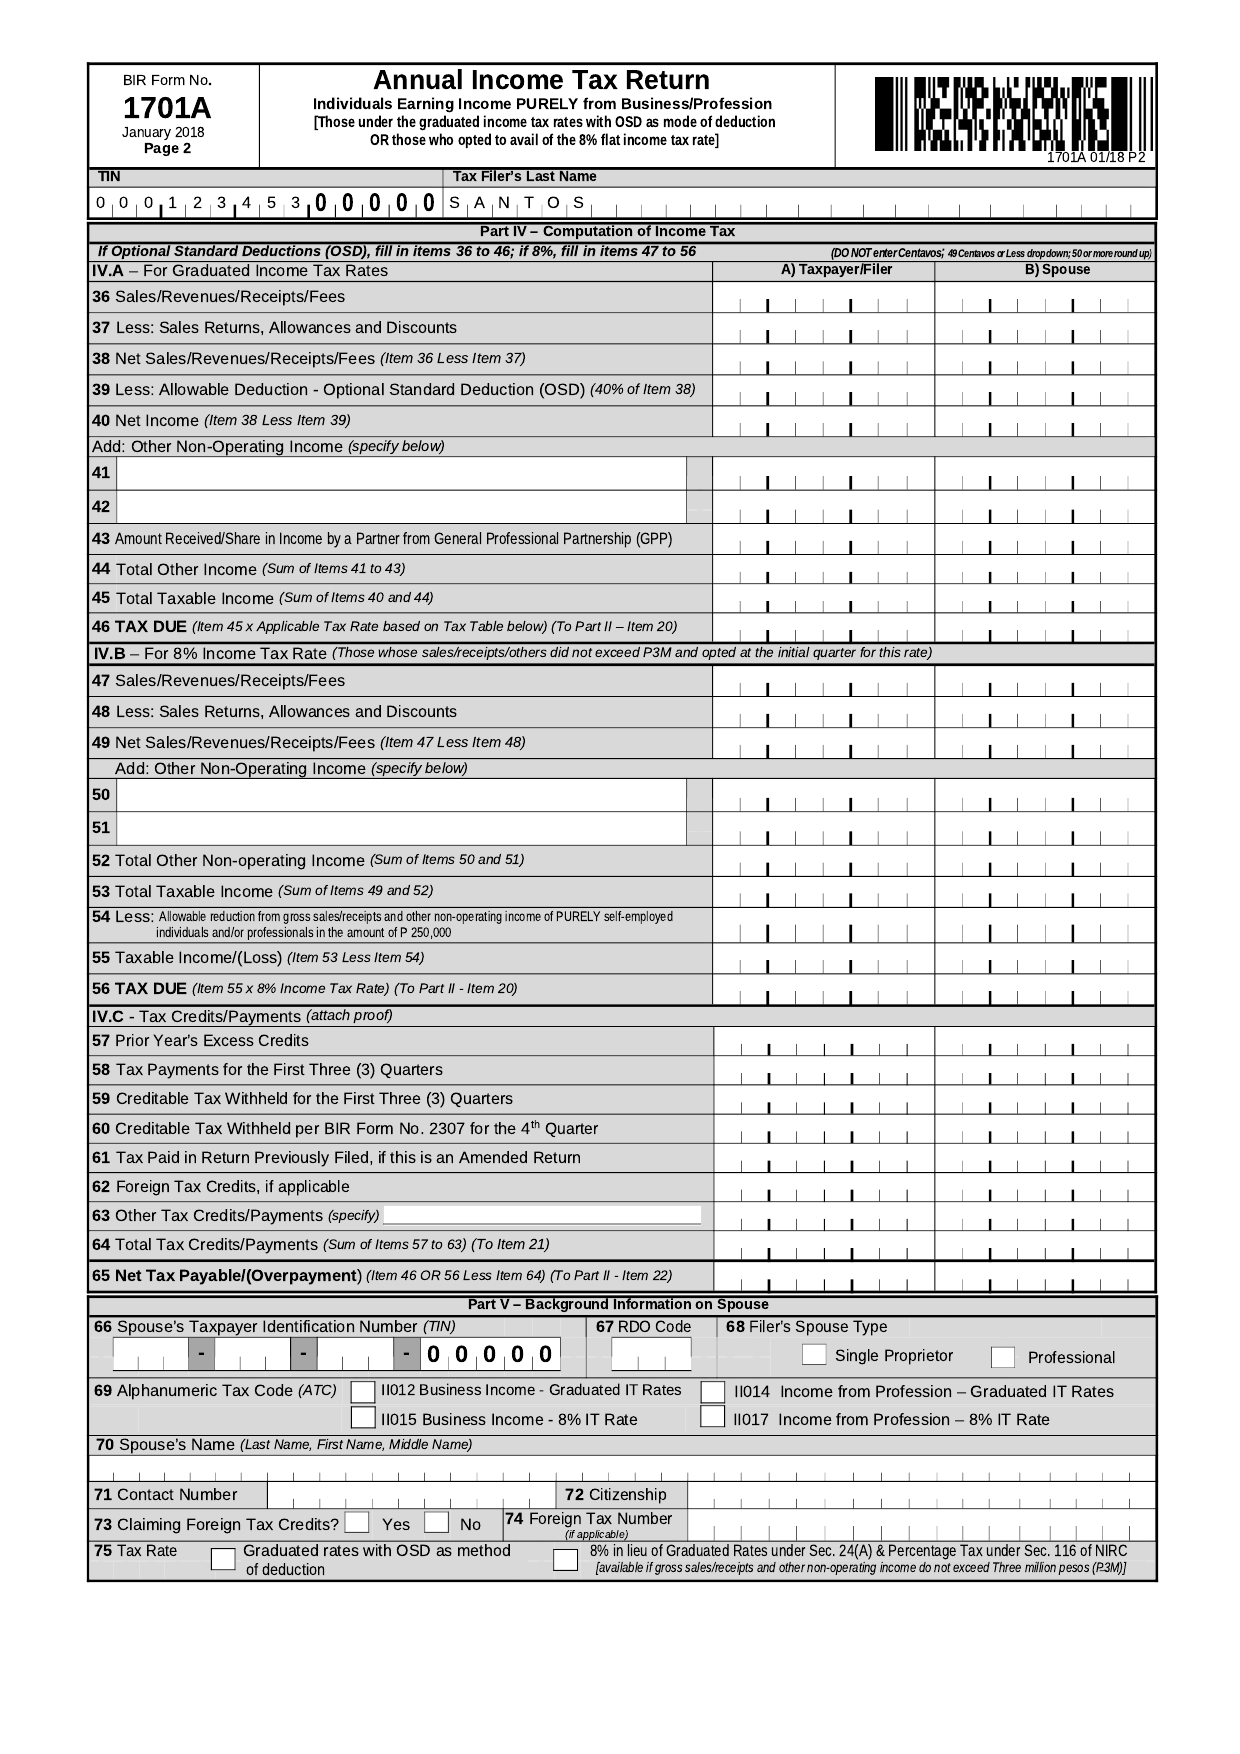 BIR Form No.
1701A
January 2018
Page 2
Annual Income Tax Return
Individuals Earning Income PURELY from Business/Profession
[Those under the graduated income tax rates with OSD as mode of deduction
OR those who opted to avail of the 8% flat income tax rate]
1701A 01/18 P2
TIN Tax Filer's Last Name
0 0 0 1 2 3 4 5 3 0 0 0 0 0 S A N T O S
Part IV – Computation of Income Tax
If Optional Standard Deductions (OSD), fill in items 36 to 46; if 8%, fill in items 47 to 56 (DO NOT enter Centavos; 49 Centavos or Less drop down; 50 or more round up)
IV.A – For Graduated Income Tax Rates A) Taxpayer/Filer B) Spouse
36 Sales/Revenues/Receipts/Fees
37 Less: Sales Returns, Allowances and Discounts
38 Net Sales/Revenues/Receipts/Fees (Item 36 Less Item 37)
39 Less: Allowable Deduction - Optional Standard Deduction (OSD) (40% of Item 38)
40 Net Income (Item 38 Less Item 39)
Add: Other Non-Operating Income (specify below)
41
42
43 Amount Received/Share in Income by a Partner from General Professional Partnership (GPP)
44 Total Other Income (Sum of Items 41 to 43)
45 Total Taxable Income (Sum of Items 40 and 44)
46 TAX DUE (Item 45 x Applicable Tax Rate based on Tax Table below) (To Part II – Item 20)
IV.B – For 8% Income Tax Rate (Those whose sales/receipts/others did not exceed P3M and opted at the initial quarter for this rate)
47 Sales/Revenues/Receipts/Fees
48 Less: Sales Returns, Allowances and Discounts
49 Net Sales/Revenues/Receipts/Fees (Item 47 Less Item 48)
Add: Other Non-Operating Income (specify below)
50
51
52 Total Other Non-operating Income (Sum of Items 50 and 51)
53 Total Taxable Income (Sum of Items 49 and 52)
54 Less: Allowable reduction from gross sales/receipts and other non-operating income of PURELY self-employed
individuals and/or professionals in the amount of P 250,000
55 Taxable Income/(Loss) (Item 53 Less Item 54)
56 TAX DUE (Item 55 x 8% Income Tax Rate) (To Part II - Item 20)
IV.C - Tax Credits/Payments (attach proof)
57 Prior Year's Excess Credits
58 Tax Payments for the First Three (3) Quarters
59 Creditable Tax Withheld for the First Three (3) Quarters
60 Creditable Tax Withheld per BIR Form No. 2307 for the 4th Quarter
61 Tax Paid in Return Previously Filed, if this is an Amended Return
62 Foreign Tax Credits, if applicable
63 Other Tax Credits/Payments (specify)
64 Total Tax Credits/Payments (Sum of Items 57 to 63) (To Item 21)
65 Net Tax Payable/(Overpayment) (Item 46 OR 56 Less Item 64) (To Part II - Item 22)
Part V – Background Information on Spouse
66 Spouse's Taxpayer Identification Number (TIN) 67 RDO Code 68 Filer's Spouse Type
- - - 0 0 0 0 0 Single Proprietor Professional
69 Alphanumeric Tax Code (ATC) II012 Business Income - Graduated IT Rates II014 Income from Profession – Graduated IT Rates
II015 Business Income - 8% IT Rate II017 Income from Profession – 8% IT Rate
70 Spouse's Name (Last Name, First Name, Middle Name)
71 Contact Number 72 Citizenship
73 Claiming Foreign Tax Credits? Yes No 74 Foreign Tax Number
(if applicable)
75 Tax Rate Graduated rates with OSD as method 8% in lieu of Graduated Rates under Sec. 24(A) & Percentage Tax under Sec. 116 of NIRC
of deduction [available if gross sales/receipts and other non-operating income do not exceed Three million pesos (P3M)]